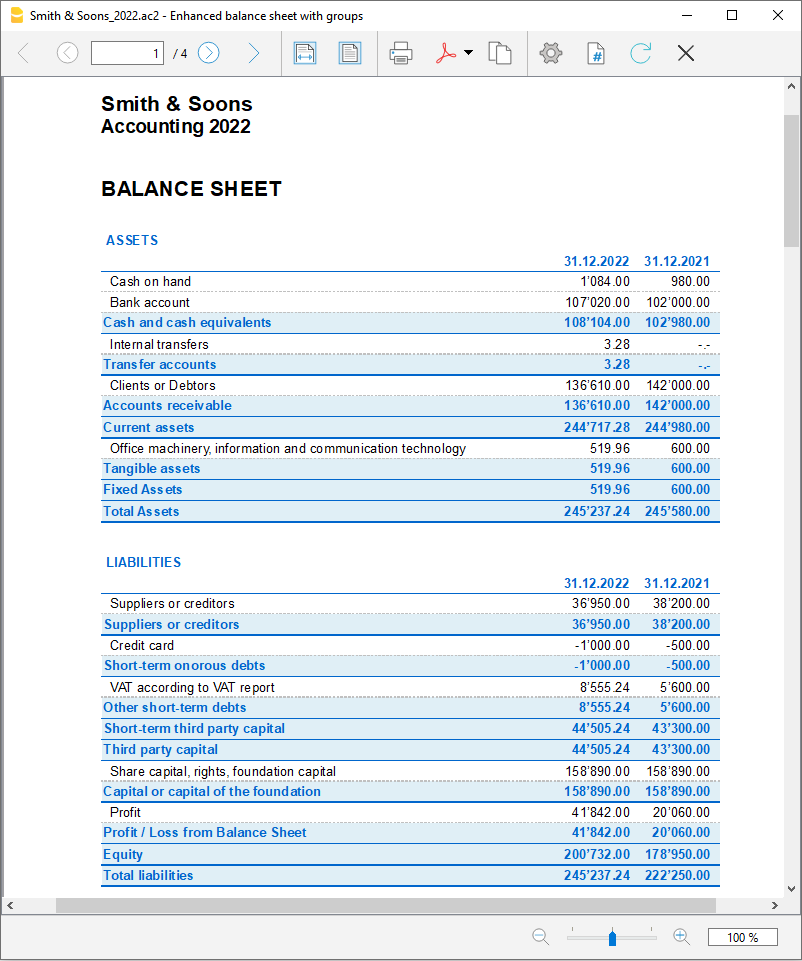 Smith & Soons_2022.ac2 - Enhanced balance sheet with groups
1 / 4
Smith & Soons
Accounting 2022
BALANCE SHEET
ASSETS
31.12.2022 31.12.2021
Cash on hand 1'084.00 980.00
Bank account 107'020.00 102'000.00
Cash and cash equivalents 108'104.00 102'980.00
Internal transfers 3.28 -.-
Transfer accounts 3.28 -.-
Clients or Debtors 136'610.00 142'000.00
Accounts receivable 136'610.00 142'000.00
Current assets 244'717.28 244'980.00
Office machinery, information and communication technology 519.96 600.00
Tangible assets 519.96 600.00
Fixed Assets 519.96 600.00
Total Assets 245'237.24 245'580.00
LIABILITIES
31.12.2022 31.12.2021
Suppliers or creditors 36'950.00 38'200.00
Suppliers or creditors 36'950.00 38'200.00
Credit card -1'000.00 -500.00
Short-term onorous debts -1'000.00 -500.00
VAT according to VAT report 8'555.24 5'600.00
Other short-term debts 8'555.24 5'600.00
Short-term third party capital 44'505.24 43'300.00
Third party capital 44'505.24 43'300.00
Share capital, rights, foundation capital 158'890.00 158'890.00
Capital or capital of the foundation 158'890.00 158'890.00
Profit 41'842.00 20'060.00
Profit / Loss from Balance Sheet 41'842.00 20'060.00
Equity 200'732.00 178'950.00
Total liabilities 245'237.24 222'250.00
100 %